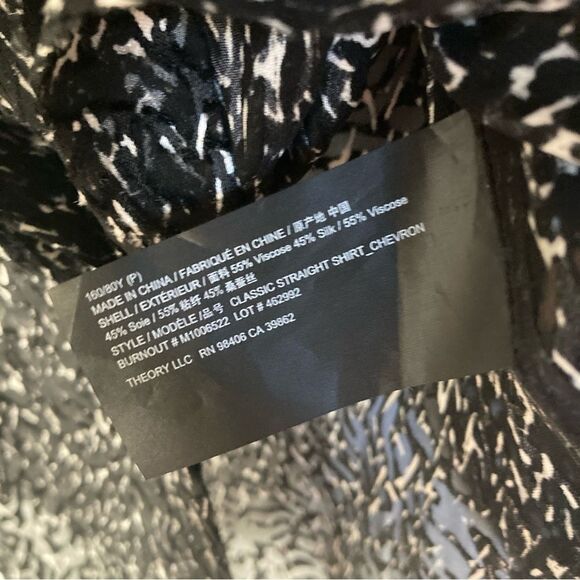 160/80Y (P)
MADE IN CHINA / FABRIQUÉ EN CHINE / 原产地 中国
SHELL / EXTÉRIEUR / 面料 55% Viscose 45% Silk / 55% Viscose
45% Soie / 55% 粘纤 45% 桑蚕丝
STYLE / MODÈLE /品号 CLASSIC STRAIGHT SHIRT_CHEVRON
BURNOUT # M1006522 LOT # 462992
THEORY LLC RN 98406 CA 39862